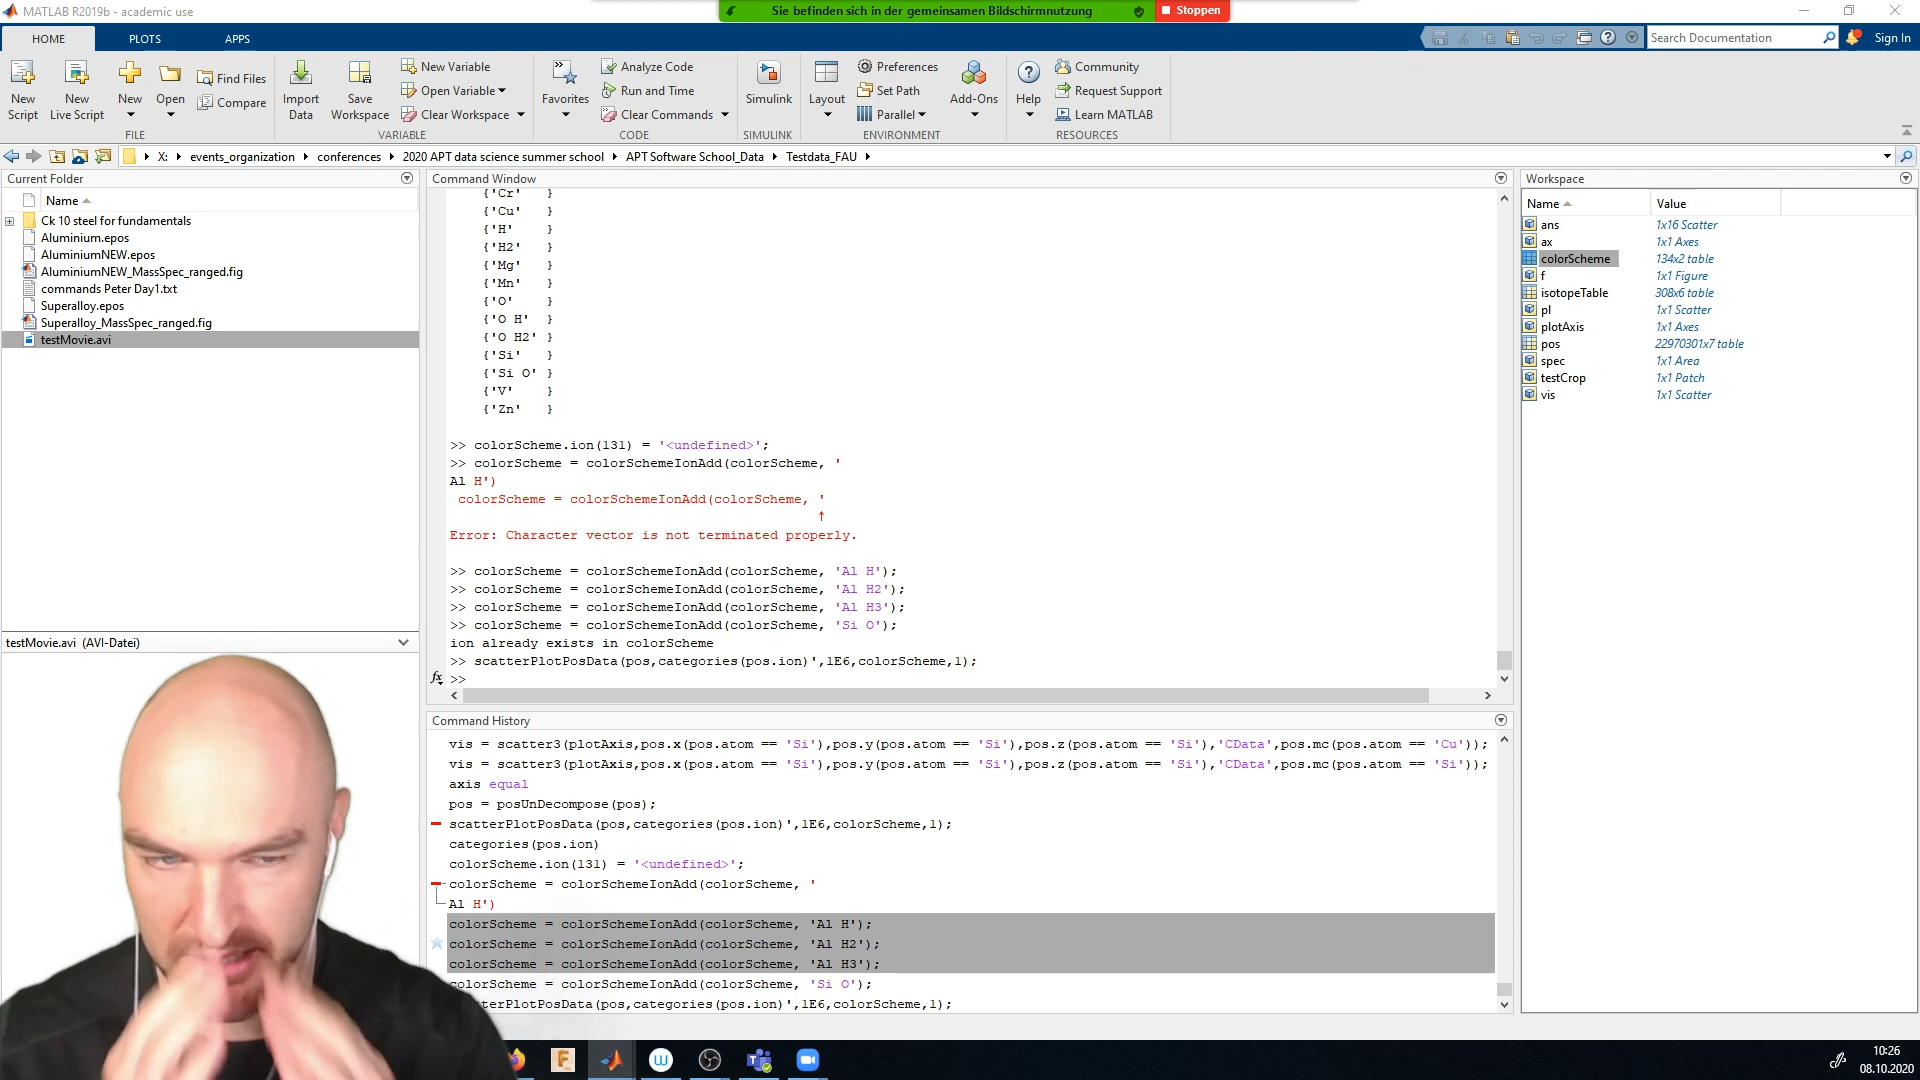 MATLAB R2019b - academic use
Sie befinden sich in der gemeinsamen Bildschirmnutzung
Stoppen
HOME
PLOTS
APPS
Search Documentation
Sign In
New Script
New Live Script
New
Open
Find Files
Compare
FILE
Import Data
Save Workspace
New Variable
Open Variable
Clear Workspace
VARIABLE
Favorites
Analyze Code
Run and Time
Clear Commands
CODE
Simulink
SIMULINK
Layout
Preferences
Set Path
Parallel
Add-Ons
ENVIRONMENT
Help
Community
Request Support
Learn MATLAB
RESOURCES
X: events_organization conferences 2020 APT data science summer school APT Software School_Data Testdata_FAU
Current Folder
Name
Ck 10 steel for fundamentals
Aluminium.epos
AluminiumNEW.epos
AluminiumNEW_MassSpec_ranged.fig
commands Peter Day1.txt
Superalloy.epos
Superalloy_MassSpec_ranged.fig
testMovie.avi
testMovie.avi (AVI-Datei)
Command Window
{'Cr' }
{'Cu' }
{'H' }
{'H2' }
{'Mg' }
{'Mn' }
{'O' }
{'O H' }
{'O H2' }
{'Si' }
{'Si O' }
{'V' }
{'Zn' }
>> colorScheme.ion(131) = '<undefined>';
>> colorScheme = colorSchemeIonAdd(colorScheme, '
Al H')
colorScheme = colorSchemeIonAdd(colorScheme, '
↑
Error: Character vector is not terminated properly.
>> colorScheme = colorSchemeIonAdd(colorScheme, 'Al H');
>> colorScheme = colorSchemeIonAdd(colorScheme, 'Al H2');
>> colorScheme = colorSchemeIonAdd(colorScheme, 'Al H3');
>> colorScheme = colorSchemeIonAdd(colorScheme, 'Si O');
ion already exists in colorScheme
>> scatterPlotPosData(pos,categories(pos.ion)',1E6,colorScheme,1);
fx >>
Command History
vis = scatter3(plotAxis,pos.x(pos.atom == 'Si'),pos.y(pos.atom == 'Si'),pos.z(pos.atom == 'Si'),'CData',pos.mc(pos.atom == 'Cu'));
vis = scatter3(plotAxis,pos.x(pos.atom == 'Si'),pos.y(pos.atom == 'Si'),pos.z(pos.atom == 'Si'),'CData',pos.mc(pos.atom == 'Si'));
axis equal
pos = posUnDecompose(pos);
scatterPlotPosData(pos,categories(pos.ion)',1E6,colorScheme,1);
categories(pos.ion)
colorScheme.ion(131) = '<undefined>';
colorScheme = colorSchemeIonAdd(colorScheme, '
Al H')
colorScheme = colorSchemeIonAdd(colorScheme, 'Al H');
colorScheme = colorSchemeIonAdd(colorScheme, 'Al H2');
colorScheme = colorSchemeIonAdd(colorScheme, 'Al H3');
colorScheme = colorSchemeIonAdd(colorScheme, 'Si O');
tterPlotPosData(pos,categories(pos.ion)',1E6,colorScheme,1);
Workspace
Name Value
ans 1x16 Scatter
ax 1x1 Axes
colorScheme 134x2 table
f 1x1 Figure
isotopeTable 308x6 table
pl 1x1 Scatter
plotAxis 1x1 Axes
pos 22970301x7 table
spec 1x1 Area
testCrop 1x1 Patch
vis 1x1 Scatter
10:26
08.10.2020